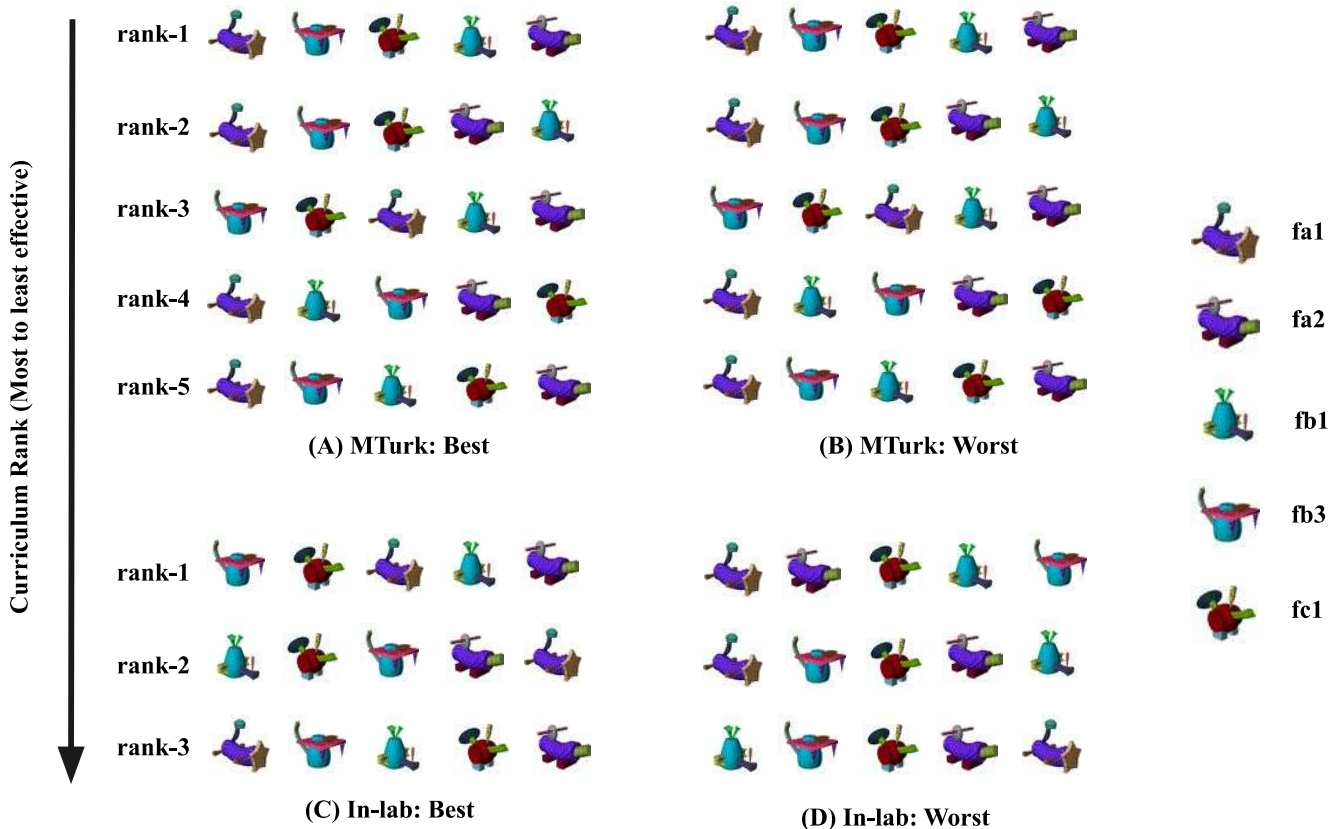 Curriculum Rank (Most to least effective)
rank-1
rank-2
rank-3
rank-4
rank-5
(A) MTurk: Best
(B) MTurk: Worst
rank-1
rank-2
rank-3
(C) In-lab: Best
(D) In-lab: Worst
fa1
fa2
fb1
fb3
fc1